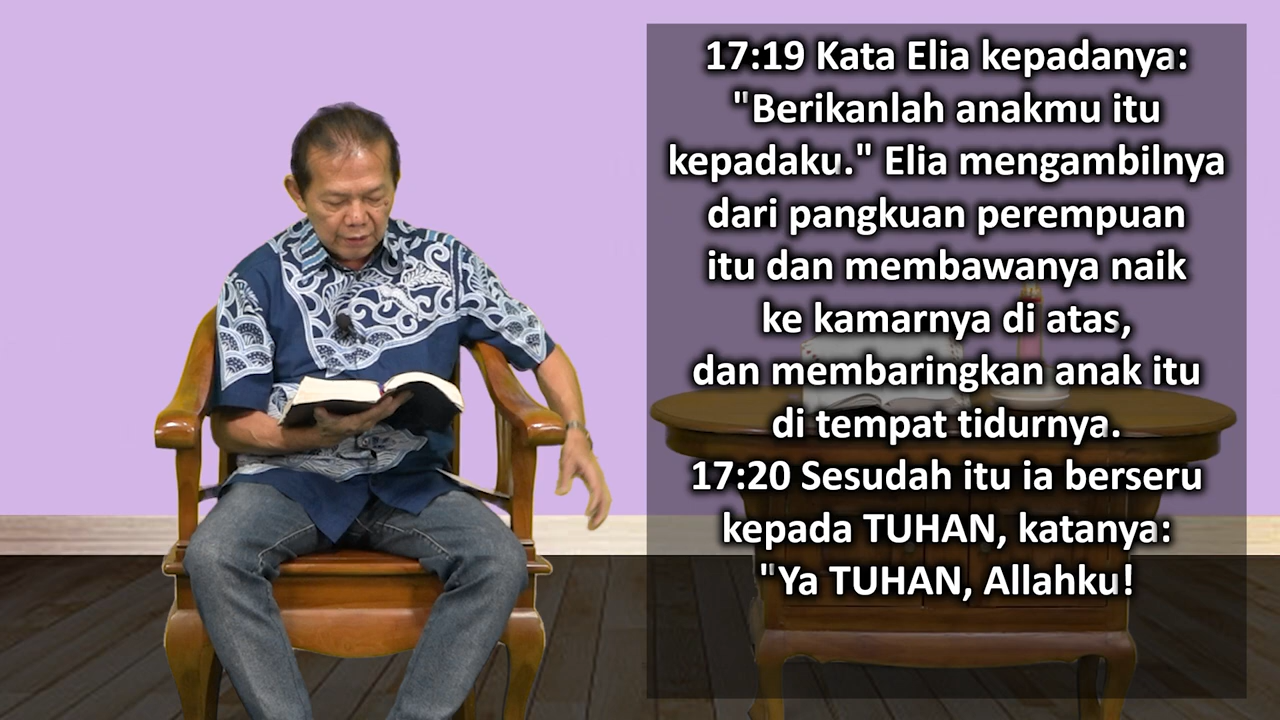 17:19 Kata Elia kepadanya:
"Berikanlah anakmu itu
kepadaku." Elia mengambilnya
dari pangkuan perempuan
itu dan membawanya naik
ke kamarnya di atas,
dan membaringkan anak itu
di tempat tidurnya.
17:20 Sesudah itu ia berseru
kepada TUHAN, katanya:
"Ya TUHAN, Allahku!